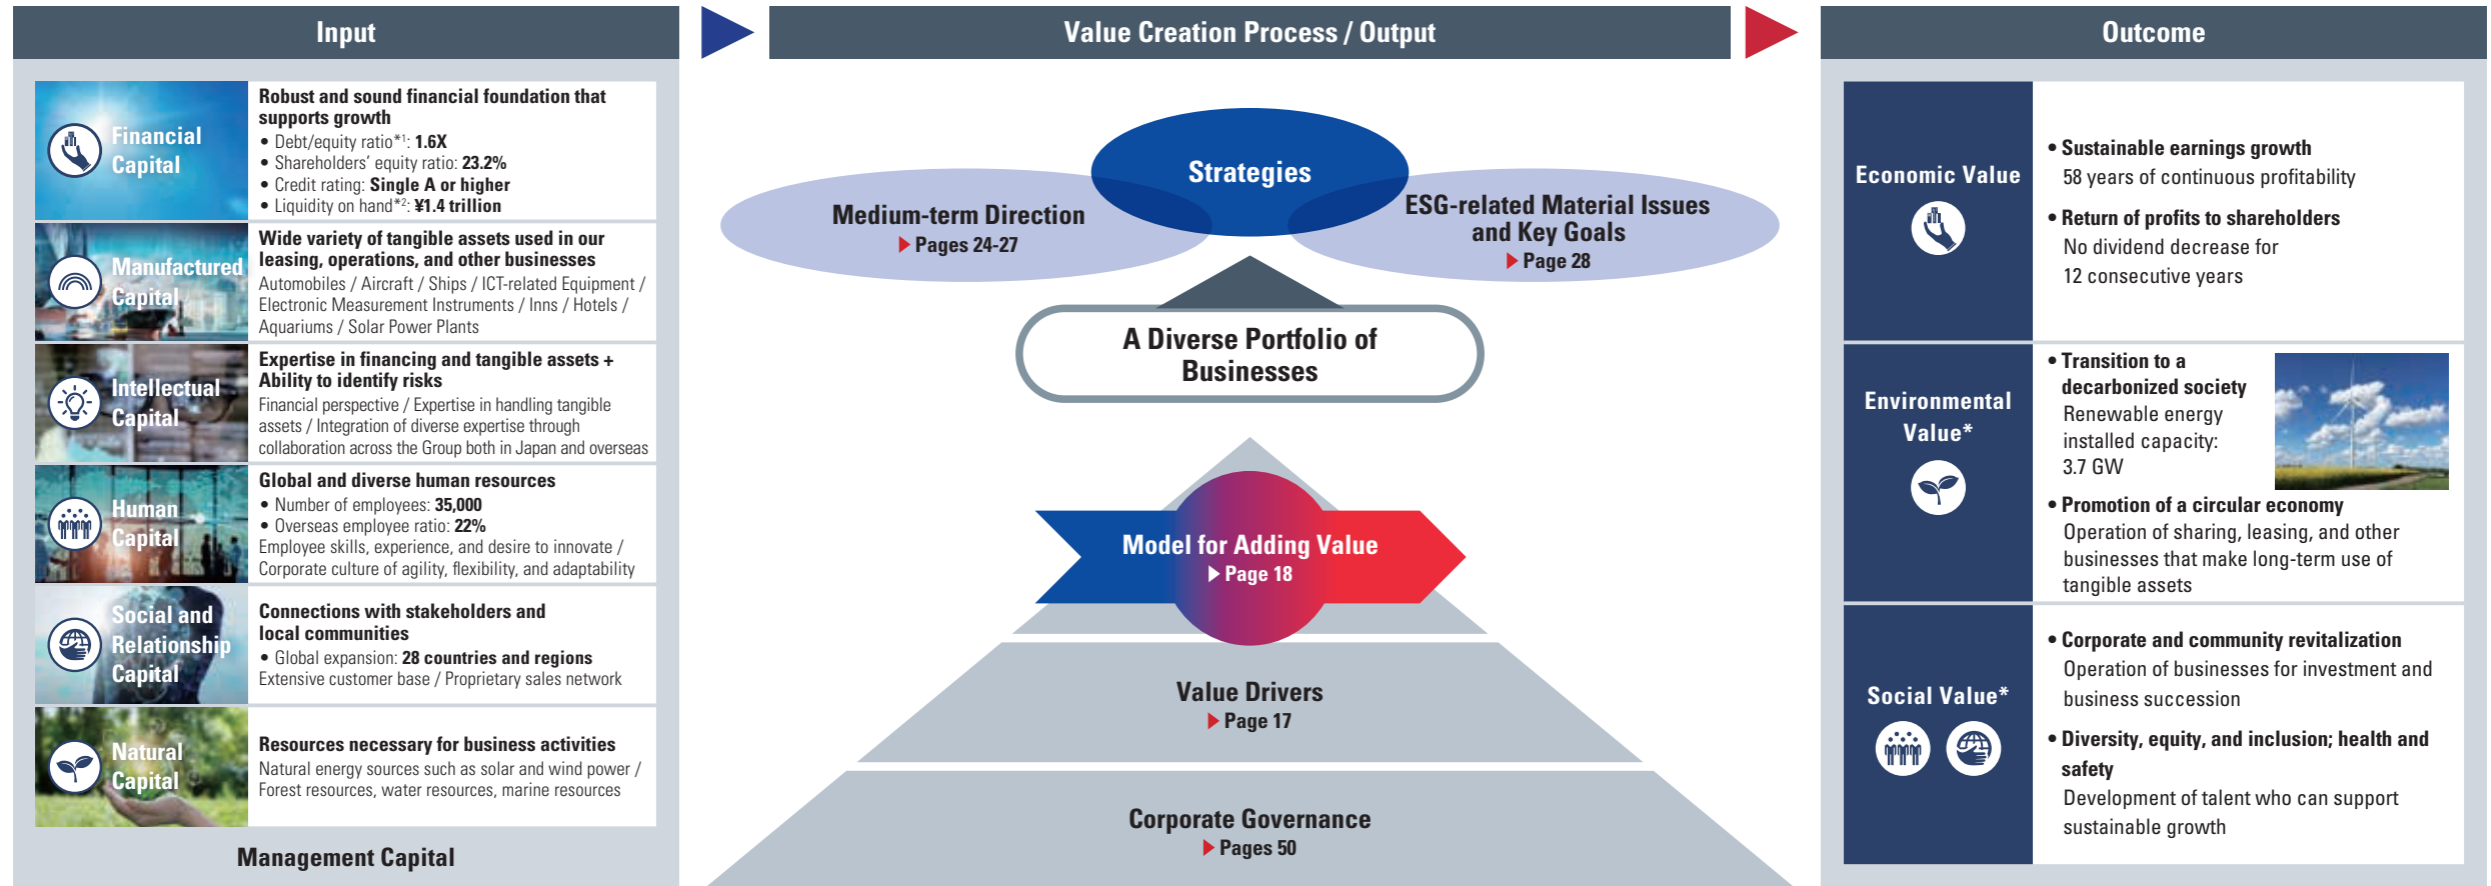 Input
Financial
Capital
Robust and sound financial foundation that
supports growth
• Debt/equity ratio*1: 1.6X
• Shareholders' equity ratio: 23.2%
• Credit rating: Single A or higher
• Liquidity on hand*2: ¥1.4 trillion
Manufactured
Capital
Wide variety of tangible assets used in our
leasing, operations, and other businesses
Automobiles / Aircraft / Ships / ICT-related Equipment /
Electronic Measurement Instruments / Inns / Hotels /
Aquariums / Solar Power Plants
Intellectual
Capital
Expertise in financing and tangible assets +
Ability to identify risks
Financial perspective / Expertise in handling tangible
assets / Integration of diverse expertise through
collaboration across the Group both in Japan and overseas
Human
Capital
Global and diverse human resources
• Number of employees: 35,000
• Overseas employee ratio: 22%
Employee skills, experience, and desire to innovate /
Corporate culture of agility, flexibility, and adaptability
Social and
Relationship
Capital
Connections with stakeholders and
local communities
• Global expansion: 28 countries and regions
Extensive customer base / Proprietary sales network
Natural
Capital
Resources necessary for business activities
Natural energy sources such as solar and wind power /
Forest resources, water resources, marine resources
Management Capital
Value Creation Process / Output
Strategies
Medium-term Direction
▶ Pages 24-27
ESG-related Material Issues
and Key Goals
▶ Page 28
A Diverse Portfolio of
Businesses
Model for Adding Value
▶ Page 18
Value Drivers
▶ Page 17
Corporate Governance
▶ Pages 50
Outcome
Economic Value
• Sustainable earnings growth
58 years of continuous profitability
• Return of profits to shareholders
No dividend decrease for
12 consecutive years
Environmental
Value*
• Transition to a
decarbonized society
Renewable energy
installed capacity:
3.7 GW
• Promotion of a circular economy
Operation of sharing, leasing, and other
businesses that make long-term use of
tangible assets
Social Value*
• Corporate and community revitalization
Operation of businesses for investment and
business succession
• Diversity, equity, and inclusion; health and
safety
Development of talent who can support
sustainable growth